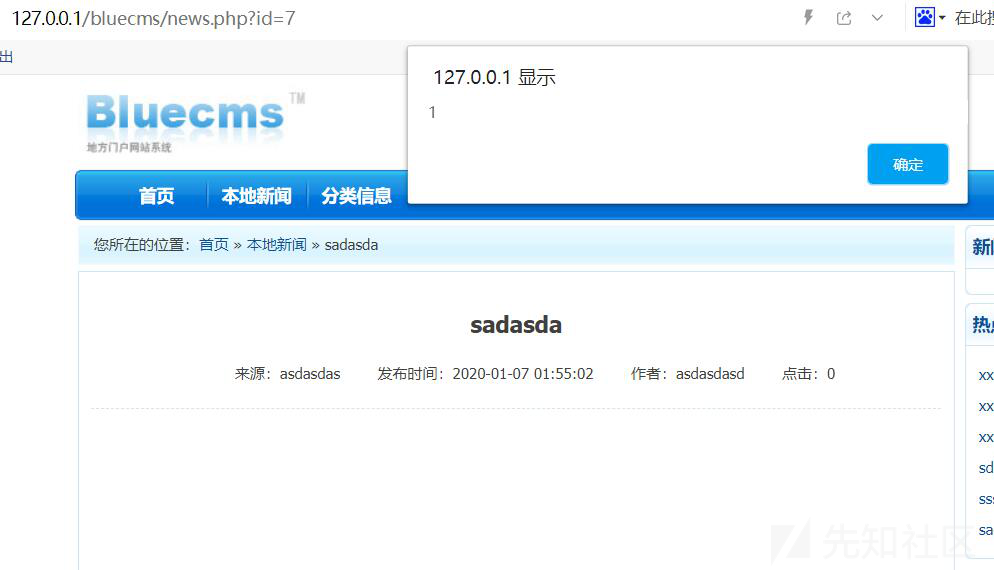 127.0.0.1/bluecms/news.php?id=7
在此
出
127.0.0.1 显示
1
确定
Bluecms TM
地方门户网站系统
首页 本地新闻 分类信息
您所在的位置：首页 » 本地新闻 » sadasda
sadasda
来源：asdasdas 发布时间：2020-01-07 01:55:02 作者：asdasdasd 点击：0
新
热
xx
xx
xx
sd
sss
sa
先知社区